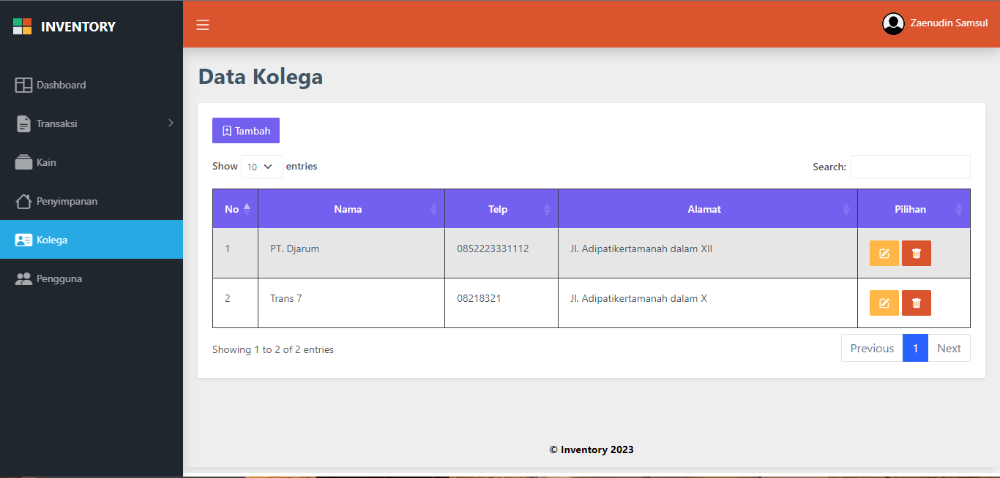 INVENTORY
Zaenudin Samsul
Dashboard
Transaksi
Kain
Penyimpanan
Kolega
Pengguna
Data Kolega
Tambah
Show 10 entries
Search:
No Nama Telp Alamat Pilihan
1 PT. Djarum 0852223331112 Jl. Adipatikertamanah dalam XII
2 Trans 7 08218321 Jl. Adipatikertamanah dalam X
Showing 1 to 2 of 2 entries
Previous 1 Next
© Inventory 2023